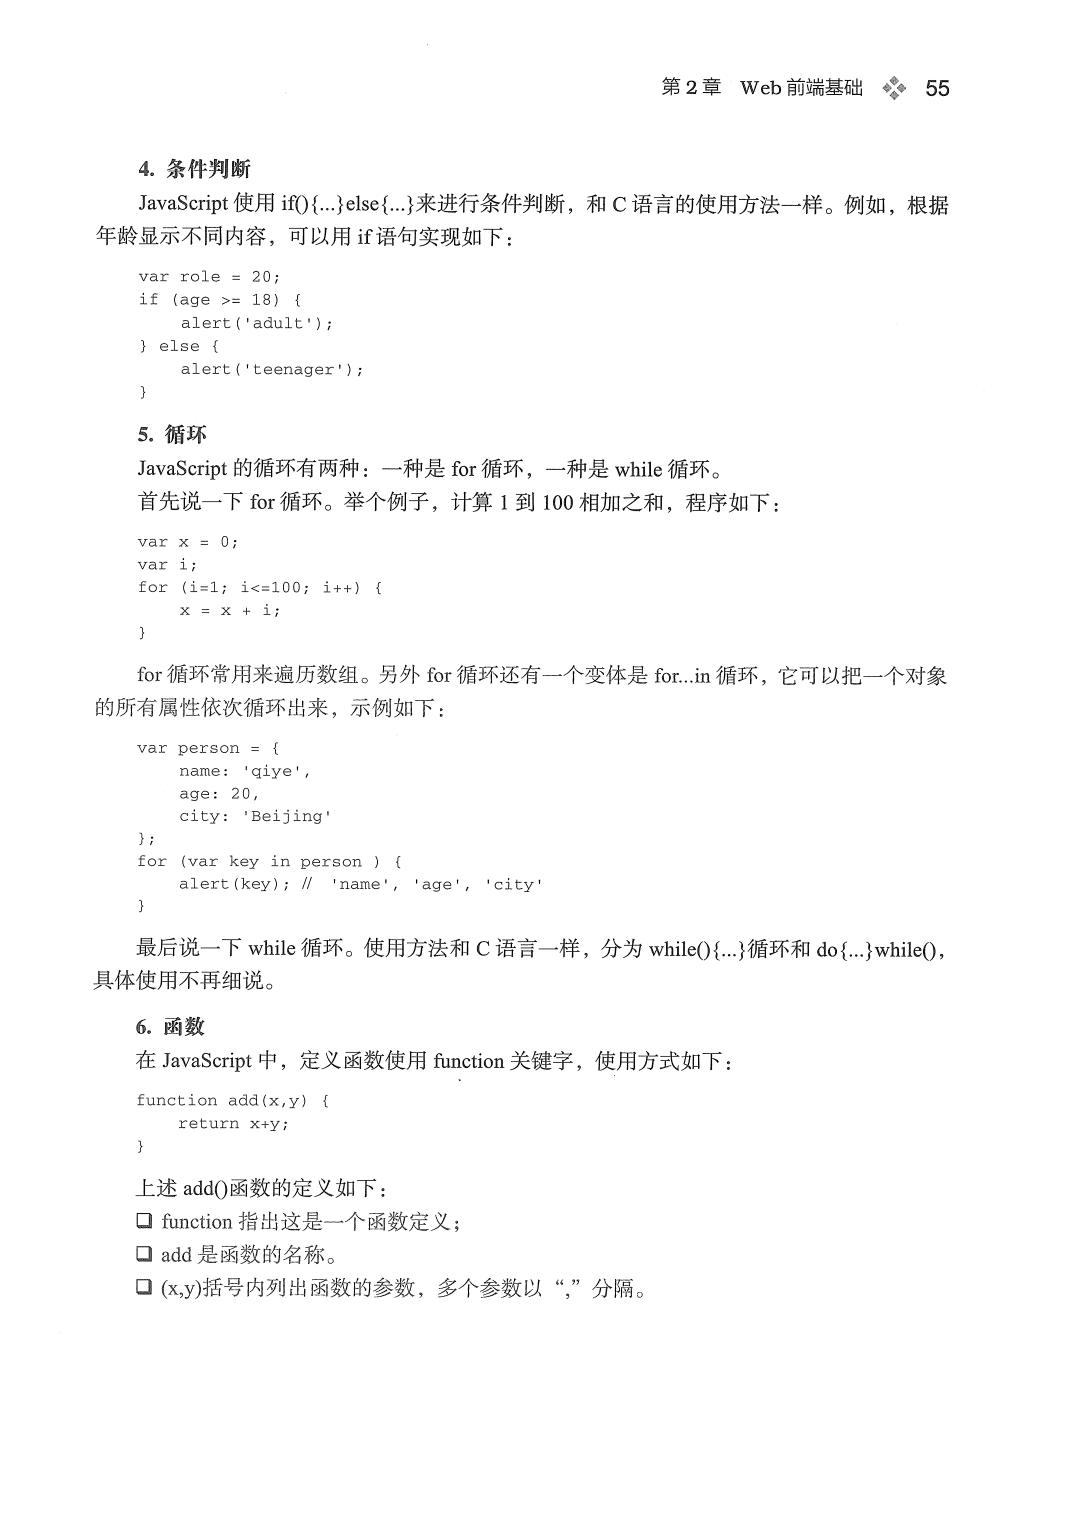 第 2 章 Web 前端基础 55
4. 条件判断
JavaScript 使用 if(){...}else{...}来进行条件判断，和 C 语言的使用方法一样。例如，根据
年龄显示不同内容，可以用 if 语句实现如下：
var role = 20;
if (age >= 18) {
    alert('adult');
} else {
    alert('teenager');
}
5. 循环
JavaScript 的循环有两种：一种是 for 循环，一种是 while 循环。
首先说一下 for 循环。举个例子，计算 1 到 100 相加之和，程序如下：
var x = 0;
var i;
for (i=1; i<=100; i++) {
    x = x + i;
}
for 循环常用来遍历数组。另外 for 循环还有一个变体是 for...in 循环，它可以把一个对象
的所有属性依次循环出来，示例如下：
var person = {
    name: 'qiye',
    age: 20,
    city: 'Beijing'
};
for (var key in person ) {
    alert(key); // 'name', 'age', 'city'
}
最后说一下 while 循环。使用方法和 C 语言一样，分为 while(){...}循环和 do{...}while()，
具体使用不再细说。
6. 函数
在 JavaScript 中，定义函数使用 function 关键字，使用方式如下：
function add(x,y) {
    return x+y;
}
上述 add()函数的定义如下：
❏ function 指出这是一个函数定义；
❏ add 是函数的名称。
❏ (x,y)括号内列出函数的参数，多个参数以“,”分隔。